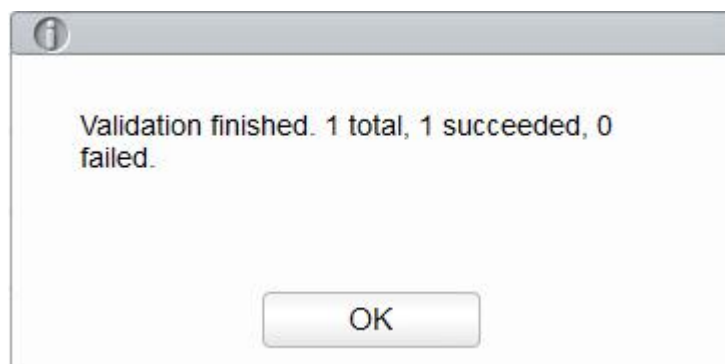 Validation finished. 1 total, 1 succeeded, 0
failed.
OK